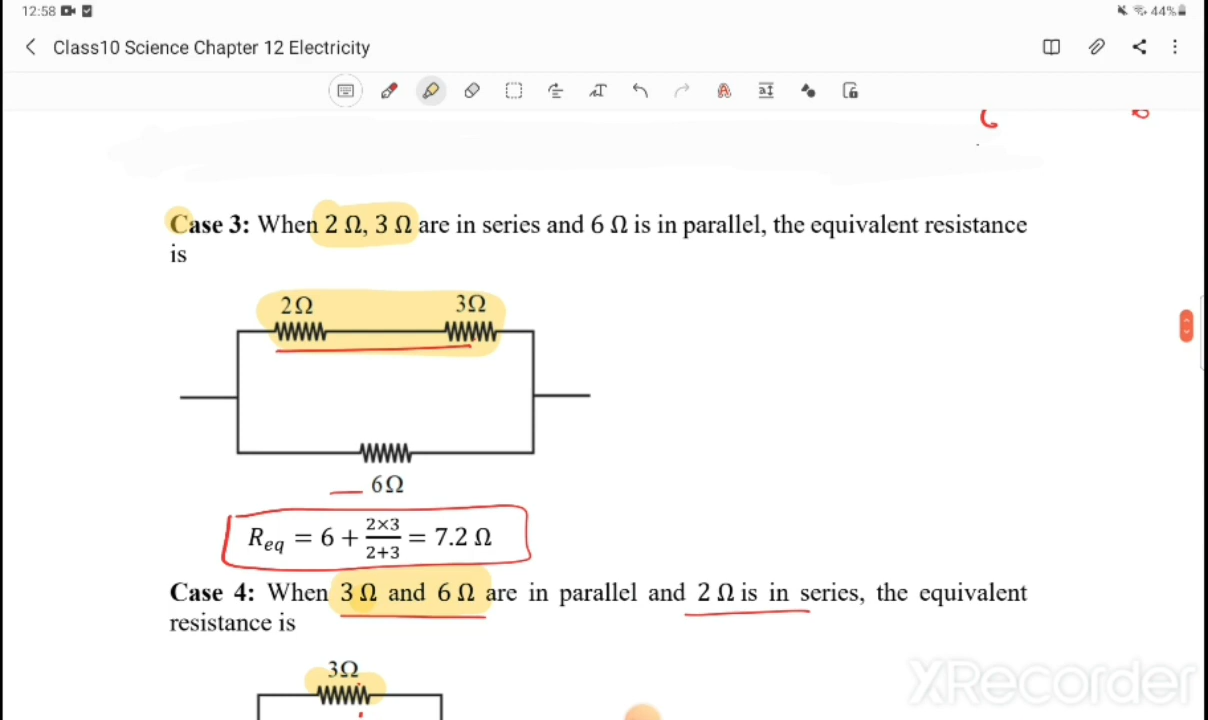 12:58 44%
Class10 Science Chapter 12 Electricity
Case 3: When 2 Ω, 3 Ω are in series and 6 Ω is in parallel, the equivalent resistance
is
2Ω 3Ω
6Ω
R_eq = 6 + (2×3)/(2+3) = 7.2 Ω
Case 4: When 3 Ω and 6 Ω are in parallel and 2 Ω is in series, the equivalent
resistance is
3Ω
XRecorder